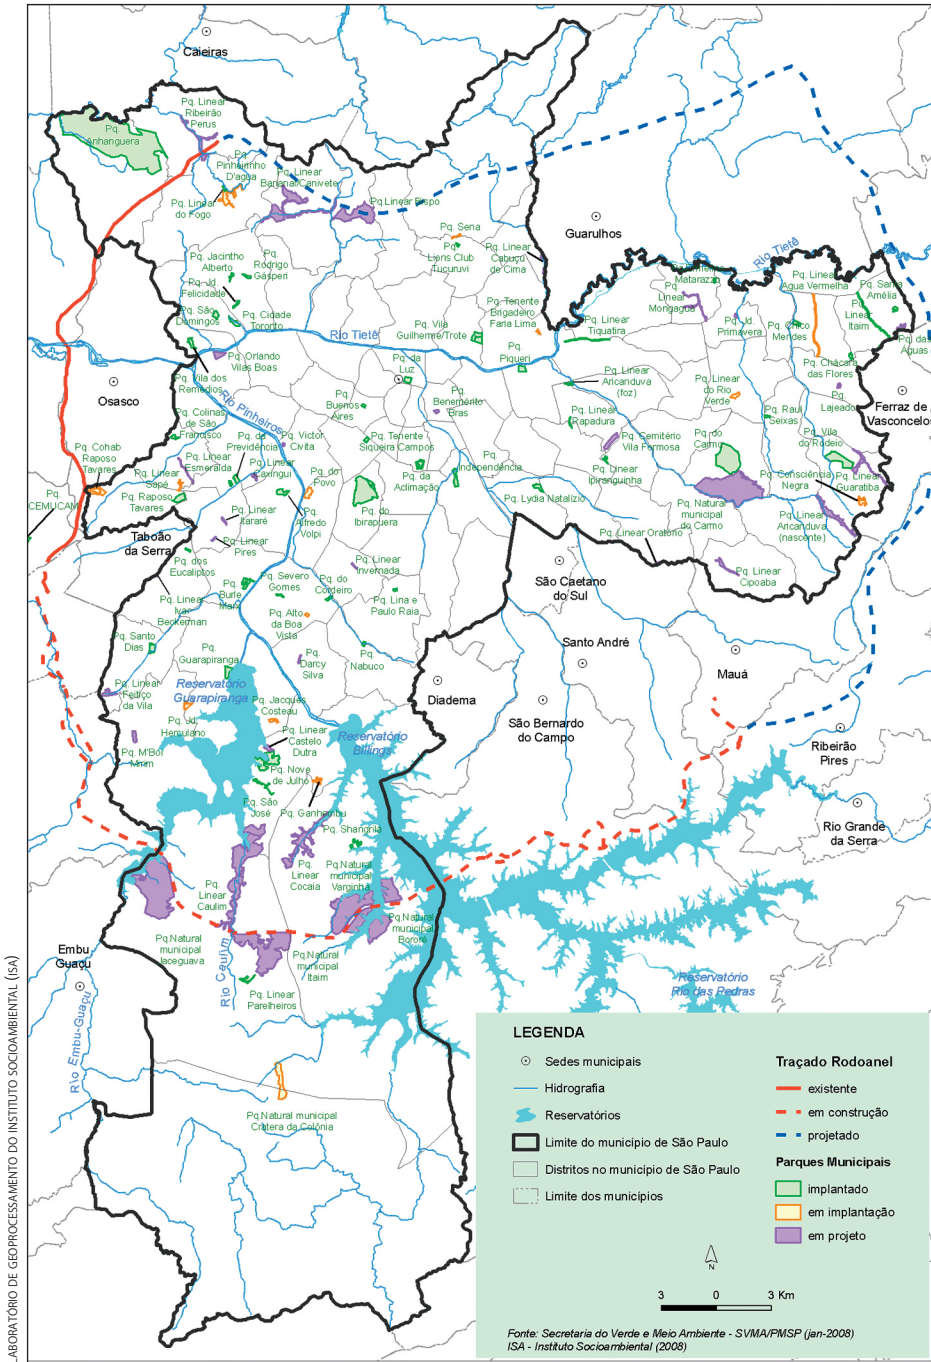 Caieiras
Pq. Linear
Ribeirão
Perus
Pq.
Anhanguera
Pq.
Pinheirinho
D'agua
Pq. Linear
Bananal/Canivete
Pq. Linear
do Fogo
Pq.Linear Bispo
Guarulhos
Pq. Sena
Pq.
Lions Club
Tucuruvi
Pq. Linear
Cabuçu
de Cima
Pq. Jacintho
Alberto
Pq.
Rodrigo
Gásperi
Pq. Jd.
Felicidade
Pq. São
Domingos
Pq. Cidade
Toronto
Rio Tietê
Rio Tietê
Matarazzo
Pq.
Linear
Mongaguá
Pq. Linear
Água Vermelha
Pq. Santa
Amélia
Pq.
Linear
Itaim
Pq. Jd.
Primavera
Pq. Chico
Mendes
Pq. das
Águas
Pq. Tenente
Brigadeiro
Faria Lima
Pq. Linear
Tiquatira
Pq. Vila
Guilherme/Trote
Pq.
Piqueri
Pq.
da
Luz
Pq. Orlando
Vilas Boas
Pq. Vila dos
Remédios
Osasco
Rio Pinheiros
Pq.
Buenos
Aires
Pq.
Benemérito
Brás
Pq. Linear
Aricanduva
(foz)
Pq. Linear
do Rio
Verde
Pq. Chácara
das Flores
Pq.
Lajeado
Ferraz de
Vasconcelos
Pq. Raul
Seixas
Pq. Vila
do Rodeio
Pq. Linear
Rapadura
Pq. Cemitério
Vila Formosa
Pq. do
Carmo
Pq. Linear
Ipiranguinha
Pq. Consciência
Negra
Pq. Linear
Guaratiba
Pq. Natural
municipal
do Carmo
Pq. Linear
Aricanduva
(nascente)
Pq. Linear Oratório
Pq. Linear
Cipoaba
Pq. Colinas
de São
Francisco
Pq. da
Previdência
Pq. Victor
Civita
Pq. Tenente
Siqueira Campos
Pq. Cohab
Raposo
Tavares
Pq. Linear
Esmeralda
Pq. Linear
Sapé
Pq. Linear
Caxingui
Pq. do
Povo
Pq. da
Aclimação
Pq.
Independência
Pq. Lydia Natalizio
Pq.
CEMUCAM
Pq. Raposo
Tavares
Pq.
Alfredo
Volpi
Pq.
do
Ibirapuera
Pq. Linear
Itararé
Taboão
da Serra
Pq. Linear
Pires
Pq. dos
Eucaliptos
Pq. Linear
Invernada
Pq.
Burle
Marx
Pq. Severo
Gomes
Pq. do
Cordeiro
Pq. Lina e
Paulo Raia
Pq. Linear
Ivar
Beckerman
Pq. Alto
da Boa
Vista
São Caetano
do Sul
Santo André
Mauá
Diadema
São Bernardo
do Campo
Ribeirão
Pires
Rio Grande
da Serra
Pq. Santo
Dias
Pq.
Guarapiranga
Pq.
Darcy
Silva
Pq.
Nabuco
Reservatório
Guarapiranga
Pq. Linear
Feitiço
da Vila
Pq. Jd.
Herculano
Pq. Jacques
Costeau
Pq. Linear
Castelo
Dutra
Reservatório
Billings
Pq. M'Boi
Mirim
Pq. Nove
de Julho
Pq. São
José
Pq. Ganhembu
Pq. Shangrilá
Pq.
Linear
Cocaia
Pq.Natural
municipal
Varginha
Pq.
Linear
Caulim
Pq.Natural
municipal
Bororé
Embu
Guaçu
Pq.Natural
municipal
Jaceguava
Rio Caulim
Pq.Natural
municipal
Itaim
Pq. Linear
Parelheiros
Reservatório
Rio das Pedras
Rio Embu-Guaçu
Pq.Natural municipal
Cratera da Colônia
LEGENDA
Sedes municipais
Hidrografia
Reservatórios
Limite do município de São Paulo
Distritos no município de São Paulo
Limite dos municípios
Traçado Rodoanel
existente
em construção
projetado
Parques Municipais
implantado
em implantação
em projeto
N
3 0 3 Km
Fonte: Secretaria do Verde e Meio Ambiente - SVMA/PMSP (jan-2008)
ISA - Instituto Socioambiental (2008)
LABORATÓRIO DE GEOPROCESSAMENTO DO INSTITUTO SOCIOAMBIENTAL (ISA)